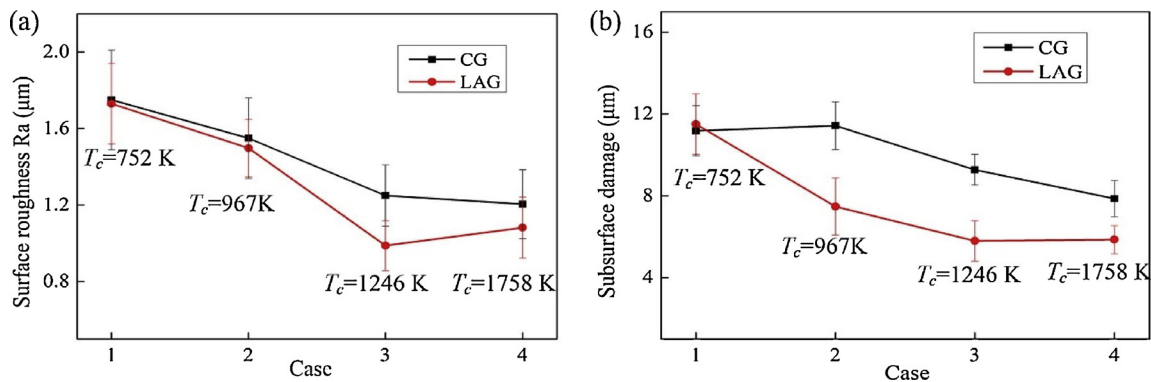 (a)
2.0
1.6
1.2
0.8
Surface roughness Ra (μm)
CG
LAG
Tc=752 K
Tc=967K
Tc=1246 K
Tc=1758 K
1 2 3 4
Casc
(b)
16
12
8
4
Subsurface damage (μm)
CG
LAG
Tc=752 K
Tc=967K
Tc=1246 K
Tc=1758 K
1 2 3 4
Case